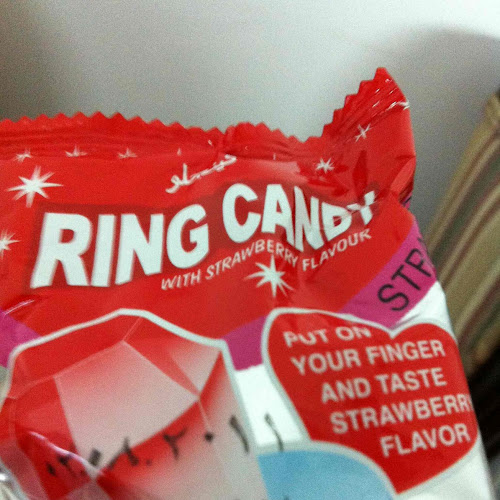 RING CANDY
WITH STRAWBERRY FLAVOUR
STR
PUT ON
YOUR FINGER
AND TASTE
STRAWBERRY
FLAVOR